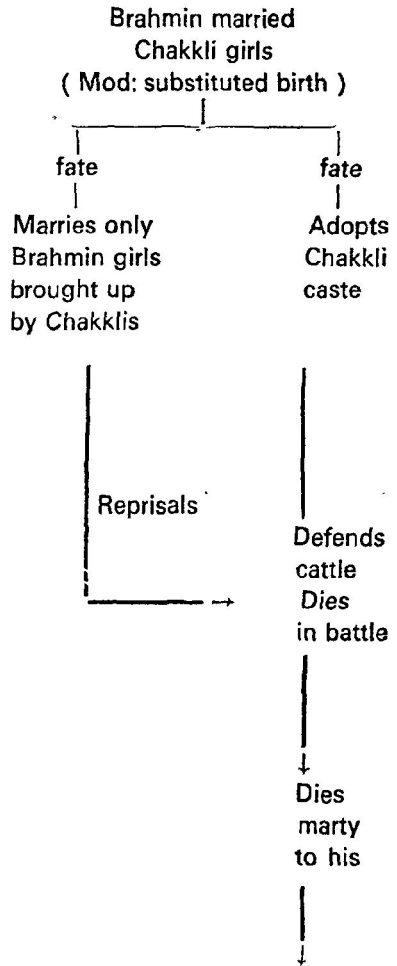 Brahmin married
Chakkli girls
( Mod: substituted birth )
fate
Marries only
Brahmin girls
brought up
by Chakklis
fate
Adopts
Chakkli
caste
Reprisals
Defends
cattle
Dies
in battle
Dies
marty
to his